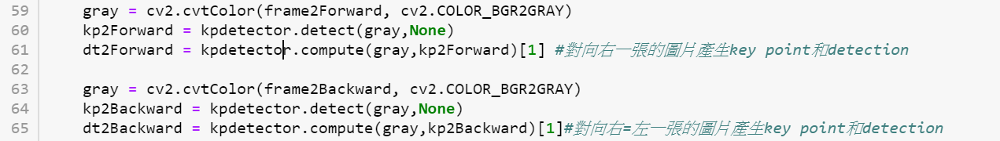 59 gray = cv2.cvtColor(frame2Forward, cv2.COLOR_BGR2GRAY)
60 kp2Forward = kpdetector.detect(gray,None)
61 dt2Forward = kpdetector.compute(gray,kp2Forward)[1] #對向右一張的圖片產生key point和detection
62
63 gray = cv2.cvtColor(frame2Backward, cv2.COLOR_BGR2GRAY)
64 kp2Backward = kpdetector.detect(gray,None)
65 dt2Backward = kpdetector.compute(gray,kp2Backward)[1]#對向右=左一張的圖片產生key point和detection